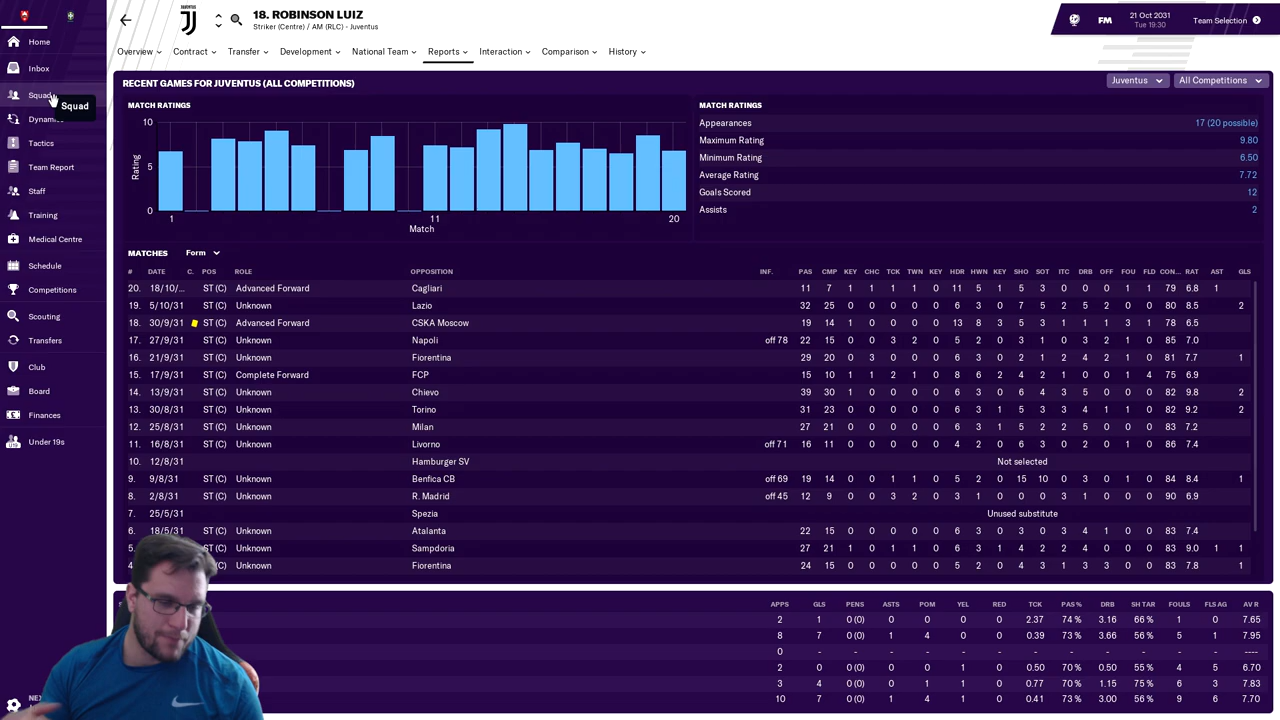 18. ROBINSON LUIZ
Striker (Centre) / AM (RLC) - Juventus
21 Oct 2031
Tue 19:30
FM
Team Selection
Home
Inbox
Squad
Squad
Dynamics
Tactics
Team Report
Staff
Training
Medical Centre
Schedule
Competitions
Scouting
Transfers
Club
Board
Finances
Under 19s
Overview Contract Transfer Development National Team Reports Interaction Comparison History
RECENT GAMES FOR JUVENTUS (ALL COMPETITIONS)
Juventus All Competitions
MATCH RATINGS
10
5
0
Rating
1 11 20
Match
MATCH RATINGS
Appearances 17 (20 possible)
Maximum Rating 9.80
Minimum Rating 6.50
Average Rating 7.72
Goals Scored 12
Assists 2
MATCHES Form
# DATE C. POS ROLE OPPOSITION INF. PAS CMP KEY CHC TCK TWN KEY HDR HWN KEY SHO SOT ITC DRB OFF FOU FLD CON... RAT AST GLS
20. 18/10/... ST (C) Advanced Forward Cagliari 11 7 1 1 1 1 0 11 5 1 5 3 0 0 0 1 1 79 6.8 1
19. 5/10/31 ST (C) Unknown Lazio 32 25 0 0 0 0 0 6 3 0 7 5 2 5 2 0 0 80 8.5 2
18. 30/9/31 ST (C) Advanced Forward CSKA Moscow 19 14 1 0 0 0 0 13 8 3 5 3 1 1 1 3 1 78 6.5
17. 27/9/31 ST (C) Unknown Napoli off 78 22 15 0 0 3 2 0 5 2 0 3 1 0 3 2 1 0 85 7.0
16. 21/9/31 ST (C) Unknown Fiorentina 29 20 0 3 0 0 0 6 3 0 2 1 2 4 2 1 0 81 7.7 1
15. 17/9/31 ST (C) Complete Forward FCP 15 10 1 1 2 1 0 8 6 2 4 2 1 0 0 1 4 75 6.9
14. 13/9/31 ST (C) Unknown Chievo 39 30 1 0 0 0 0 6 3 0 6 4 3 5 0 0 0 82 9.8 2
13. 30/8/31 ST (C) Unknown Torino 31 23 0 0 0 0 0 6 3 1 5 3 3 4 1 1 0 82 9.2 2
12. 25/8/31 ST (C) Unknown Milan 27 21 0 0 0 0 0 6 3 1 5 2 2 5 0 0 0 83 7.2
11. 16/8/31 ST (C) Unknown Livorno off 71 16 11 0 0 0 0 0 4 2 0 6 3 0 2 0 1 0 86 7.4
10. 12/8/31 Hamburger SV Not selected
9. 9/8/31 ST (C) Unknown Benfica CB off 69 19 14 0 0 1 1 0 5 2 0 15 10 0 3 0 1 0 84 8.4 1
8. 2/8/31 ST (C) Unknown R. Madrid off 45 12 9 0 0 3 2 0 3 1 0 0 0 3 1 0 0 0 90 6.9
7. 25/5/31 Spezia Unused substitute
6. 18/5/31 ST (C) Unknown Atalanta 22 15 0 0 0 0 0 6 3 0 3 0 3 4 1 0 0 83 7.4
5. ST (C) Unknown Sampdoria 27 21 1 0 1 1 0 6 3 1 4 2 2 4 0 0 0 83 9.0 1 1
4. ST (C) Unknown Fiorentina 24 15 0 0 0 0 0 5 2 0 4 3 1 3 3 1 0 83 7.8 1
APPS GLS PENS ASTS POM YEL RED TCK PAS % DRB SH TAR FOULS FLS AG AV R
2 1 0 (0) 0 0 0 0 2.37 74 % 3.16 66 % 1 0 7.65
8 7 0 (0) 1 4 0 0 0.39 73 % 3.66 56 % 5 1 7.95
0 - - - - - - - - - - - - ----
2 0 0 (0) 0 0 1 0 0.50 70 % 0.50 55 % 4 5 6.70
3 4 0 (0) 0 1 1 0 0.77 70 % 1.15 75 % 6 3 7.83
10 7 0 (0) 1 4 1 0 0.41 73 % 3.00 56 % 9 6 7.70